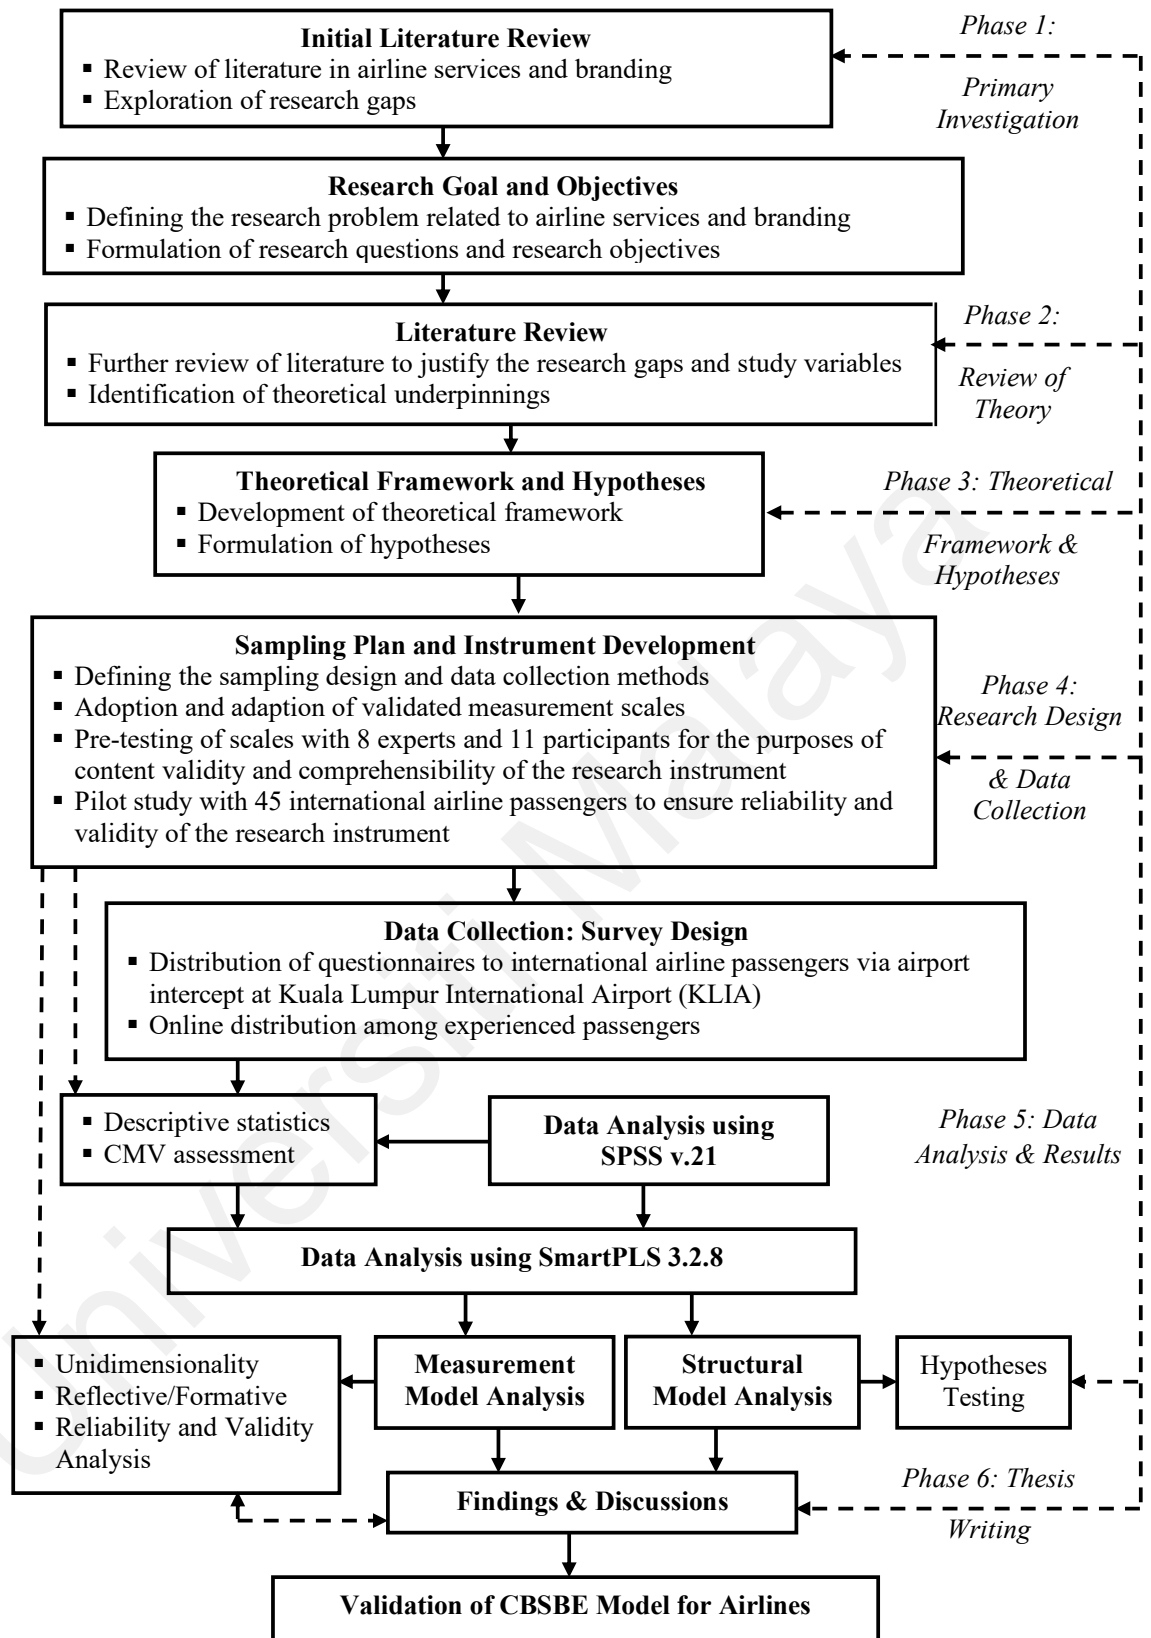 Initial Literature Review
▪ Review of literature in airline services and branding
▪ Exploration of research gaps
Phase 1:
Primary
Investigation
Research Goal and Objectives
▪ Defining the research problem related to airline services and branding
▪ Formulation of research questions and research objectives
Literature Review
▪ Further review of literature to justify the research gaps and study variables
▪ Identification of theoretical underpinnings
Phase 2:
Review of
Theory
Theoretical Framework and Hypotheses
▪ Development of theoretical framework
▪ Formulation of hypotheses
Phase 3: Theoretical
Framework &
Hypotheses
Sampling Plan and Instrument Development
▪ Defining the sampling design and data collection methods
▪ Adoption and adaption of validated measurement scales
▪ Pre-testing of scales with 8 experts and 11 participants for the purposes of
content validity and comprehensibility of the research instrument
▪ Pilot study with 45 international airline passengers to ensure reliability and
validity of the research instrument
Phase 4:
Research Design
& Data
Collection
Data Collection: Survey Design
▪ Distribution of questionnaires to international airline passengers via airport
intercept at Kuala Lumpur International Airport (KLIA)
▪ Online distribution among experienced passengers
▪ Descriptive statistics
▪ CMV assessment
Data Analysis using
SPSS v.21
Phase 5: Data
Analysis & Results
Data Analysis using SmartPLS 3.2.8
▪ Unidimensionality
▪ Reflective/Formative
▪ Reliability and Validity
Analysis
Measurement
Model Analysis
Structural
Model Analysis
Hypotheses
Testing
Findings & Discussions
Phase 6: Thesis
Writing
Validation of CBSBE Model for Airlines
Universiti Malaya